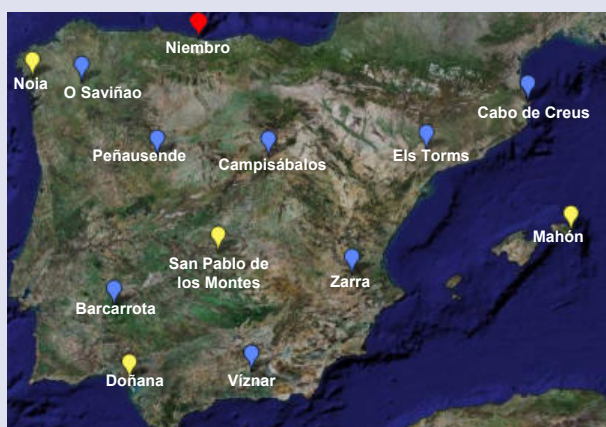 Niembro
Noia
O Saviñao
Cabo de Creus
Peñausende
Campisábalos
Els Torms
Mahón
San Pablo de
los Montes
Zarra
Barcarrota
Doñana
Víznar